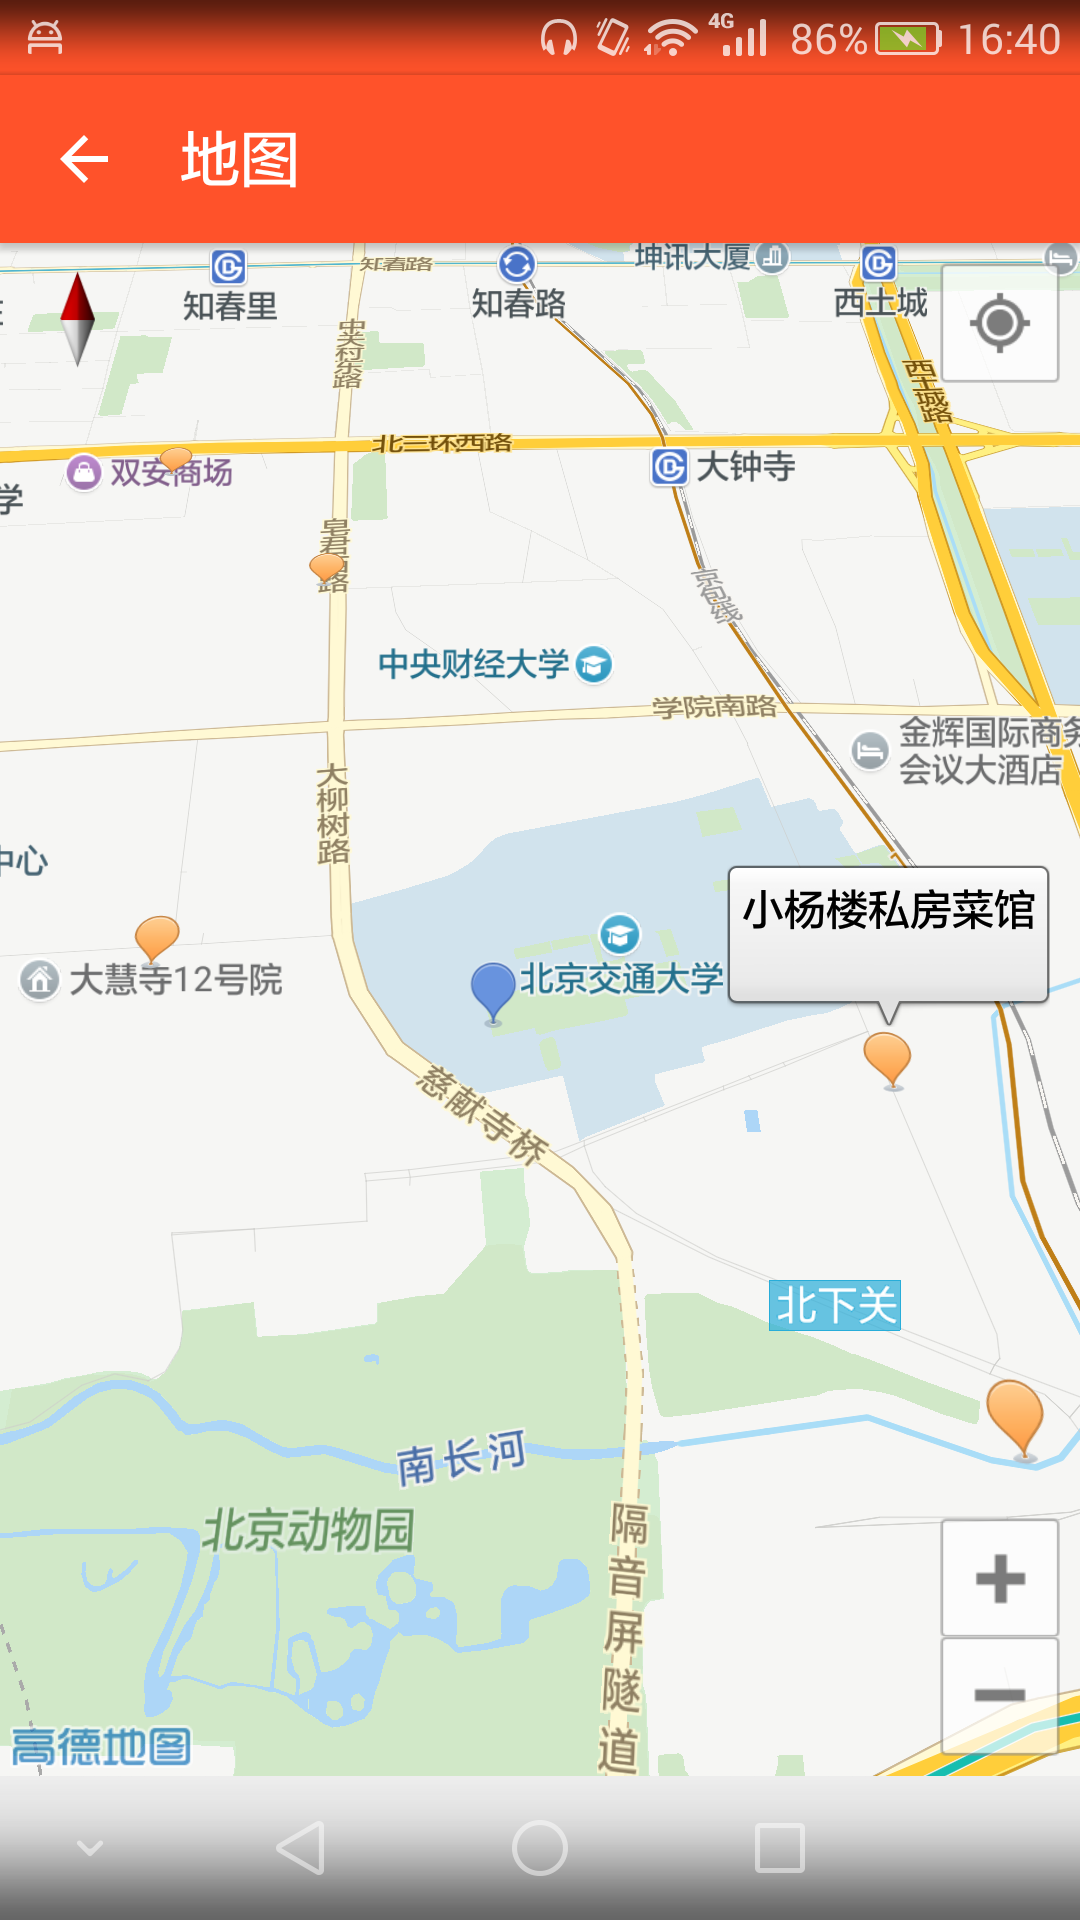 4G 86% 16:40
地图
知春路
坤讯大厦
知春里
知春路
西土城
中关村东路
西土城路
北三环西路
双安商场
大钟寺
学
皂君庙路
京包线
中央财经大学
学院南路
金辉国际商务
会议大酒店
大柳树路
中心
小杨楼私房菜馆
北京交通大学
大慧寺12号院
慈献寺桥
北下关
南长河
北京动物园
隔音屏隧道
高德地图